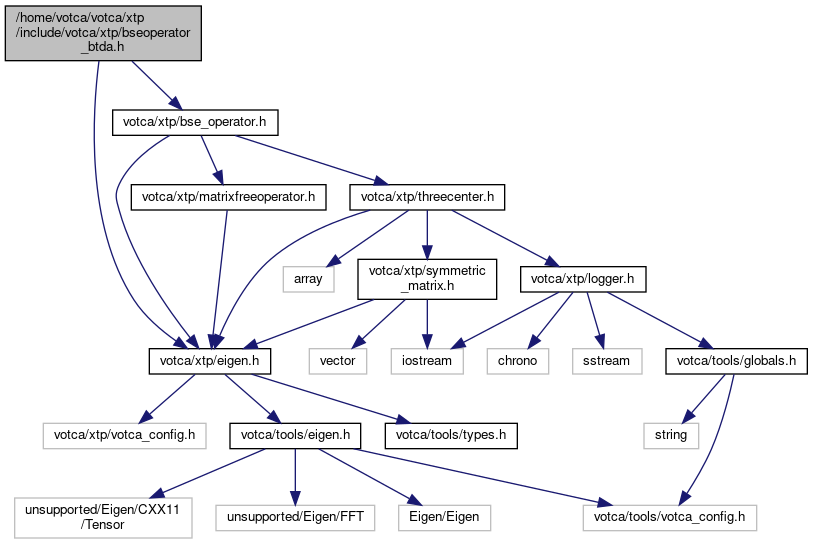 /home/votca/votca/xtp
/include/votca/xtp/bseoperator
_btda.h
votca/xtp/bse_operator.h
votca/xtp/matrixfreeoperator.h
votca/xtp/threecenter.h
array
votca/xtp/symmetric
_matrix.h
votca/xtp/logger.h
votca/xtp/eigen.h
vector
iostream
chrono
sstream
votca/tools/globals.h
votca/xtp/votca_config.h
votca/tools/eigen.h
votca/tools/types.h
string
unsupported/Eigen/CXX11
/Tensor
unsupported/Eigen/FFT
Eigen/Eigen
votca/tools/votca_config.h